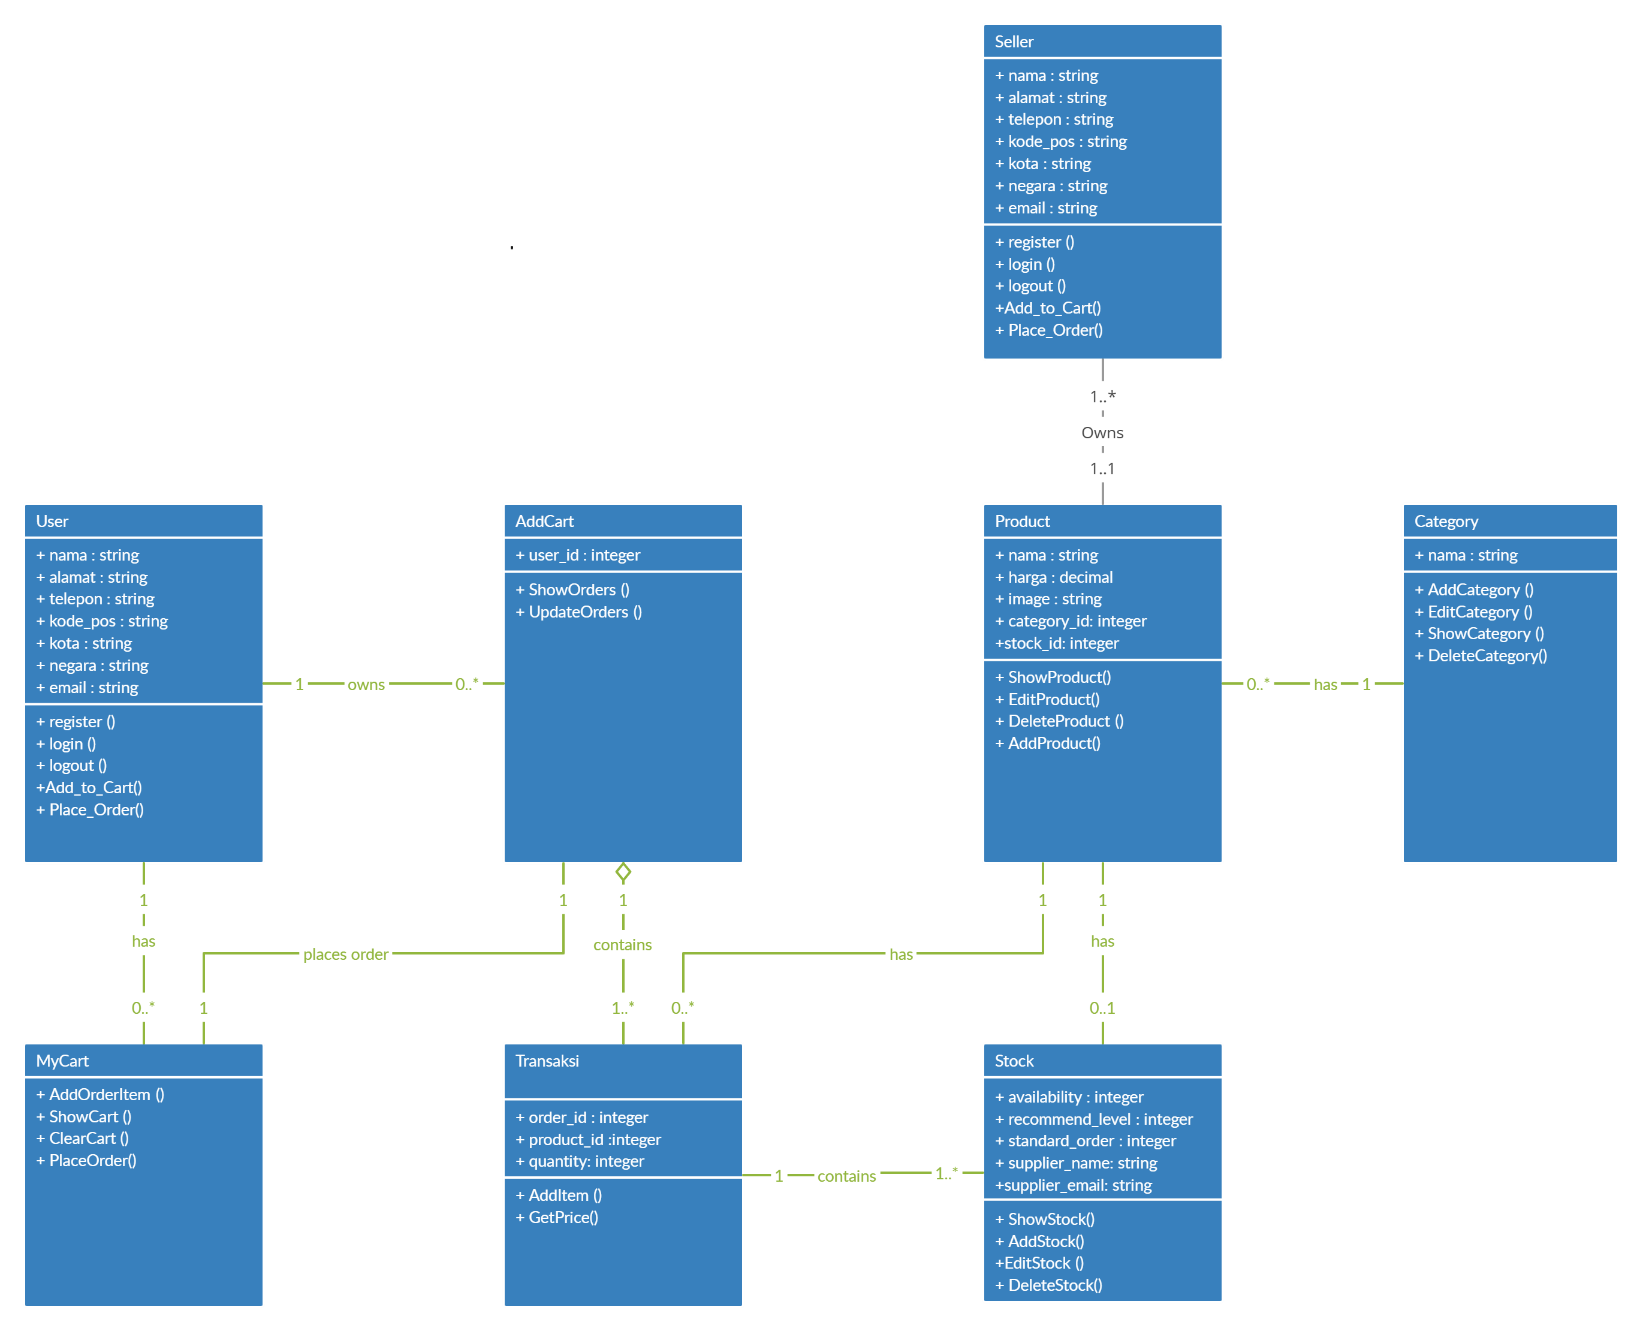 Seller
+ nama : string
+ alamat : string
+ telepon : string
+ kode_pos : string
+ kota : string
+ negara : string
+ email : string
+ register ()
+ login ()
+ logout ()
+Add_to_Cart()
+ Place_Order()
1..*
Owns
1..1
User
+ nama : string
+ alamat : string
+ telepon : string
+ kode_pos : string
+ kota : string
+ negara : string
+ email : string
+ register ()
+ login ()
+ logout ()
+Add_to_Cart()
+ Place_Order()
1 owns 0..*
AddCart
+ user_id : integer
+ ShowOrders ()
+ UpdateOrders ()
Product
+ nama : string
+ harga : decimal
+ image : string
+ category_id: integer
+stock_id: integer
+ ShowProduct()
+ EditProduct()
+ DeleteProduct ()
+ AddProduct()
0..* has 1
Category
+ nama : string
+ AddCategory ()
+ EditCategory ()
+ ShowCategory ()
+ DeleteCategory()
1
has
0..*
1
places order
1
1
contains
1..*
1
has
0..*
1
has
0..1
MyCart
+ AddOrderItem ()
+ ShowCart ()
+ ClearCart ()
+ PlaceOrder()
Transaksi
+ order_id : integer
+ product_id :integer
+ quantity: integer
+ AddItem ()
+ GetPrice()
1 contains 1..*
Stock
+ availability : integer
+ recommend_level : integer
+ standard_order : integer
+ supplier_name: string
+supplier_email: string
+ ShowStock()
+ AddStock()
+EditStock ()
+ DeleteStock()